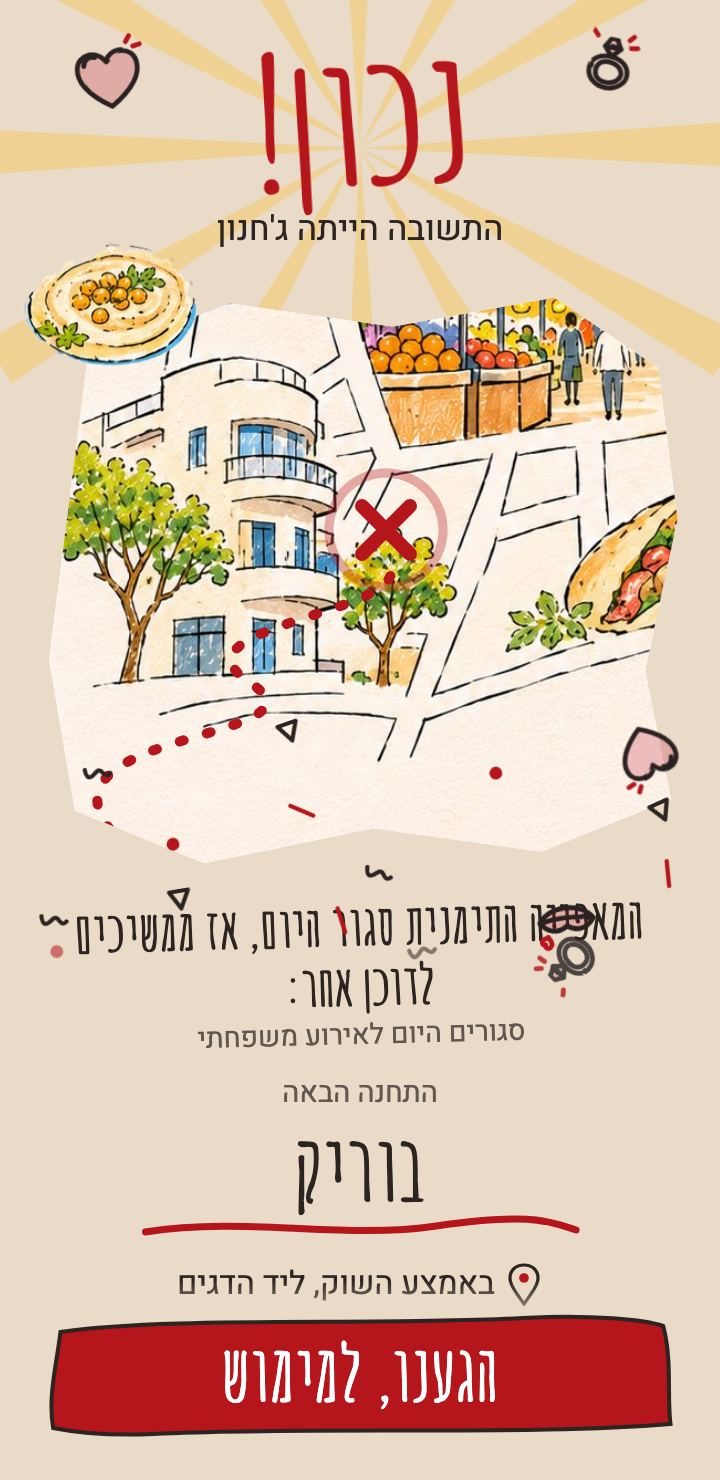 נכון!
התשובה הייתה ג'חנון
המאפייה התימנית סגור היום, אז ממשיכים
לדוכן אחר:
סגורים היום לאירוע משפחתי
התחנה הבאה
בוריק
באמצע השוק, ליד הדגים
הגענו, למימוש